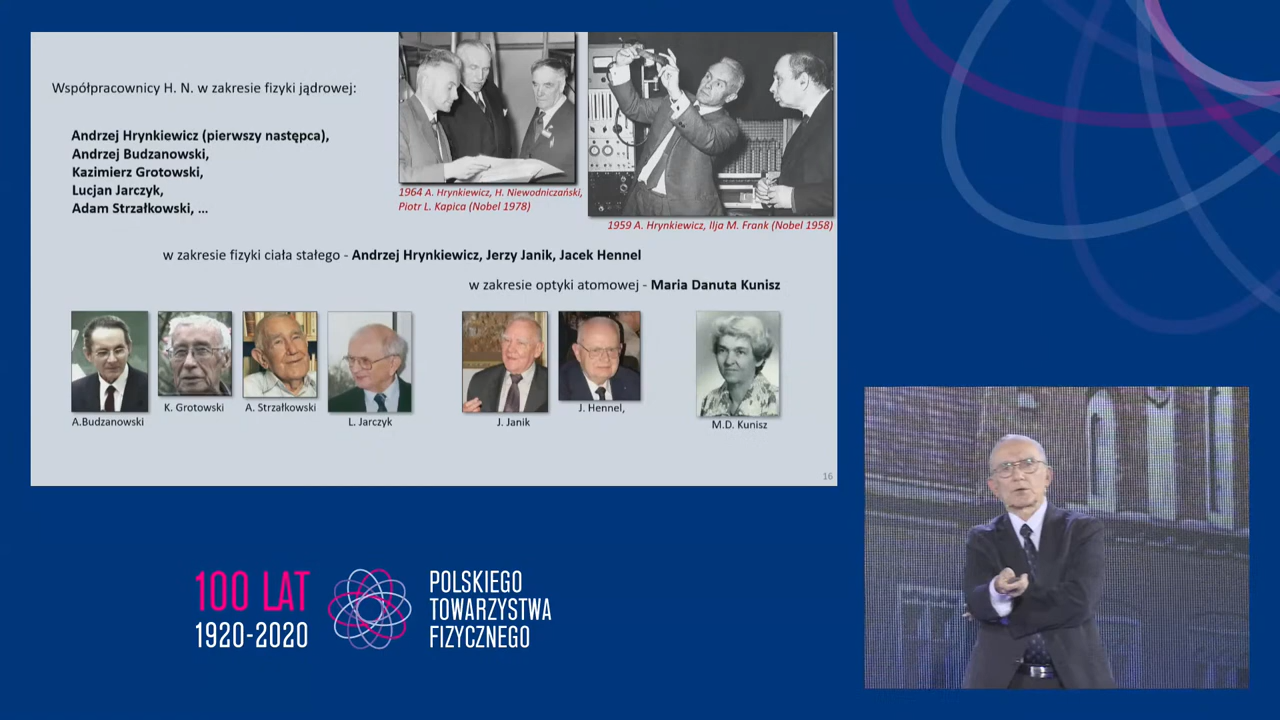 Współpracownicy H. N. w zakresie fizyki jądrowej:
Andrzej Hrynkiewicz (pierwszy następca),
Andrzej Budzanowski,
Kazimierz Grotowski,
Lucjan Jarczyk,
Adam Strzałkowski, ...
1964 A. Hrynkiewicz, H. Niewodniczański,
Piotr L. Kapica (Nobel 1978)
1959 A. Hrynkiewicz, Ilja M. Frank (Nobel 1958)
w zakresie fizyki ciała stałego - Andrzej Hrynkiewicz, Jerzy Janik, Jacek Hennel
w zakresie optyki atomowej - Maria Danuta Kunisz
A.Budzanowski
K. Grotowski
A. Strzałkowski
L. Jarczyk
J. Janik
J. Hennel,
M.D. Kunisz
16
100 LAT
1920-2020
POLSKIEGO
TOWARZYSTWA
FIZYCZNEGO